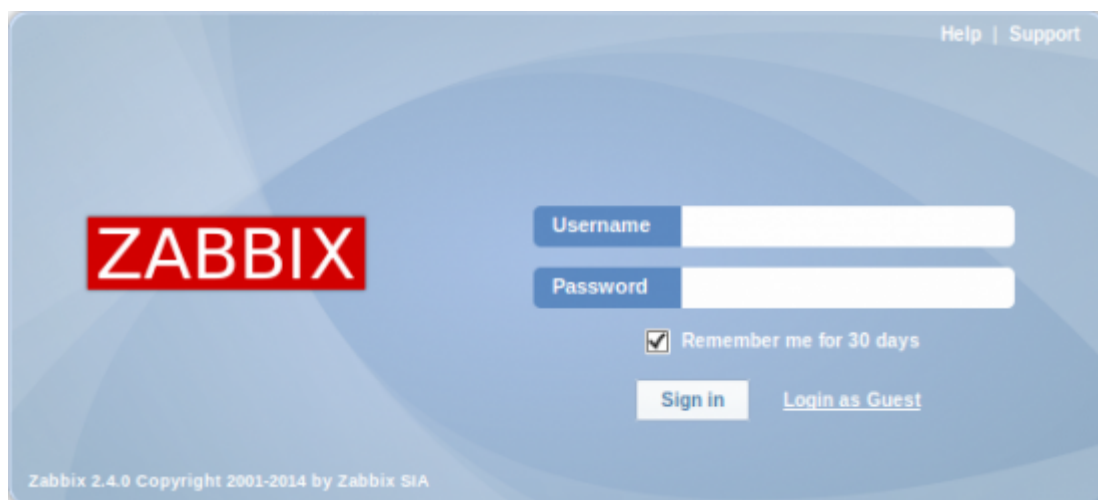 Help | Support
ZABBIX
Username
Password
Remember me for 30 days
Sign in Login as Guest
Zabbix 2.4.0 Copyright 2001-2014 by Zabbix SIA